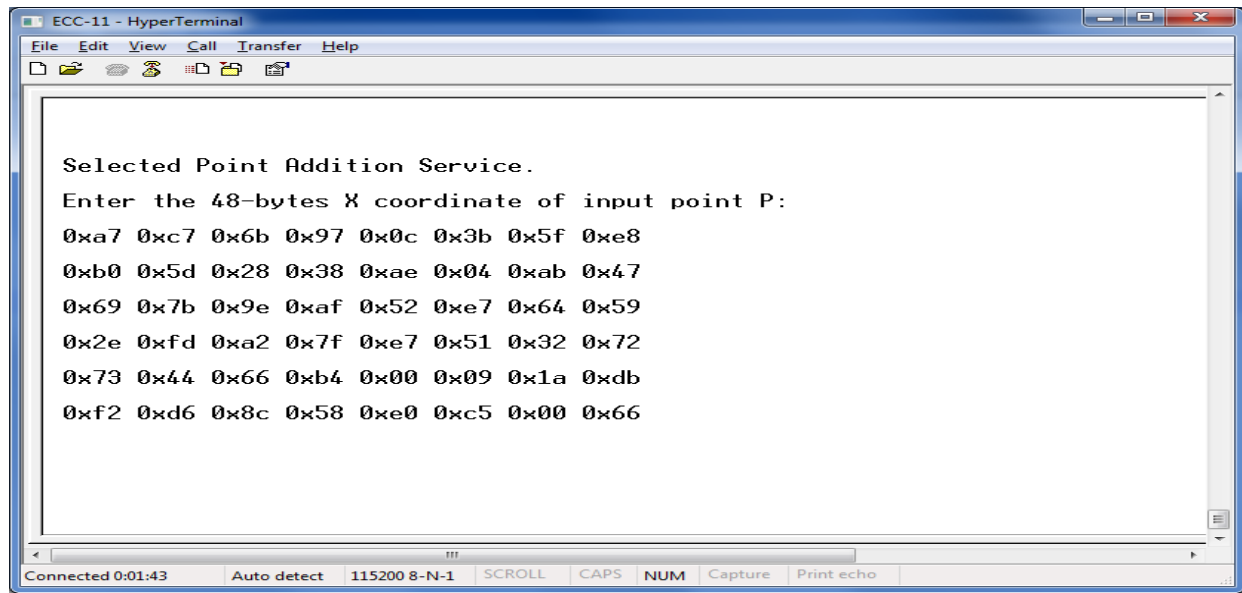 ECC-11 - HyperTerminal
File Edit View Call Transfer Help
Selected Point Addition Service.
Enter the 48-bytes X coordinate of input point P:
0xa7 0xc7 0x6b 0x97 0x0c 0x3b 0x5f 0xe8
0xb0 0x5d 0x28 0x38 0xae 0x04 0xab 0x47
0x69 0x7b 0x9e 0xaf 0x52 0xe7 0x64 0x59
0x2e 0xfd 0xa2 0x7f 0xe7 0x51 0x32 0x72
0x73 0x44 0x66 0xb4 0x00 0x09 0x1a 0xdb
0xf2 0xd6 0x8c 0x58 0xe0 0xc5 0x00 0x66
Connected 0:01:43 Auto detect 115200 8-N-1 SCROLL CAPS NUM Capture Print echo